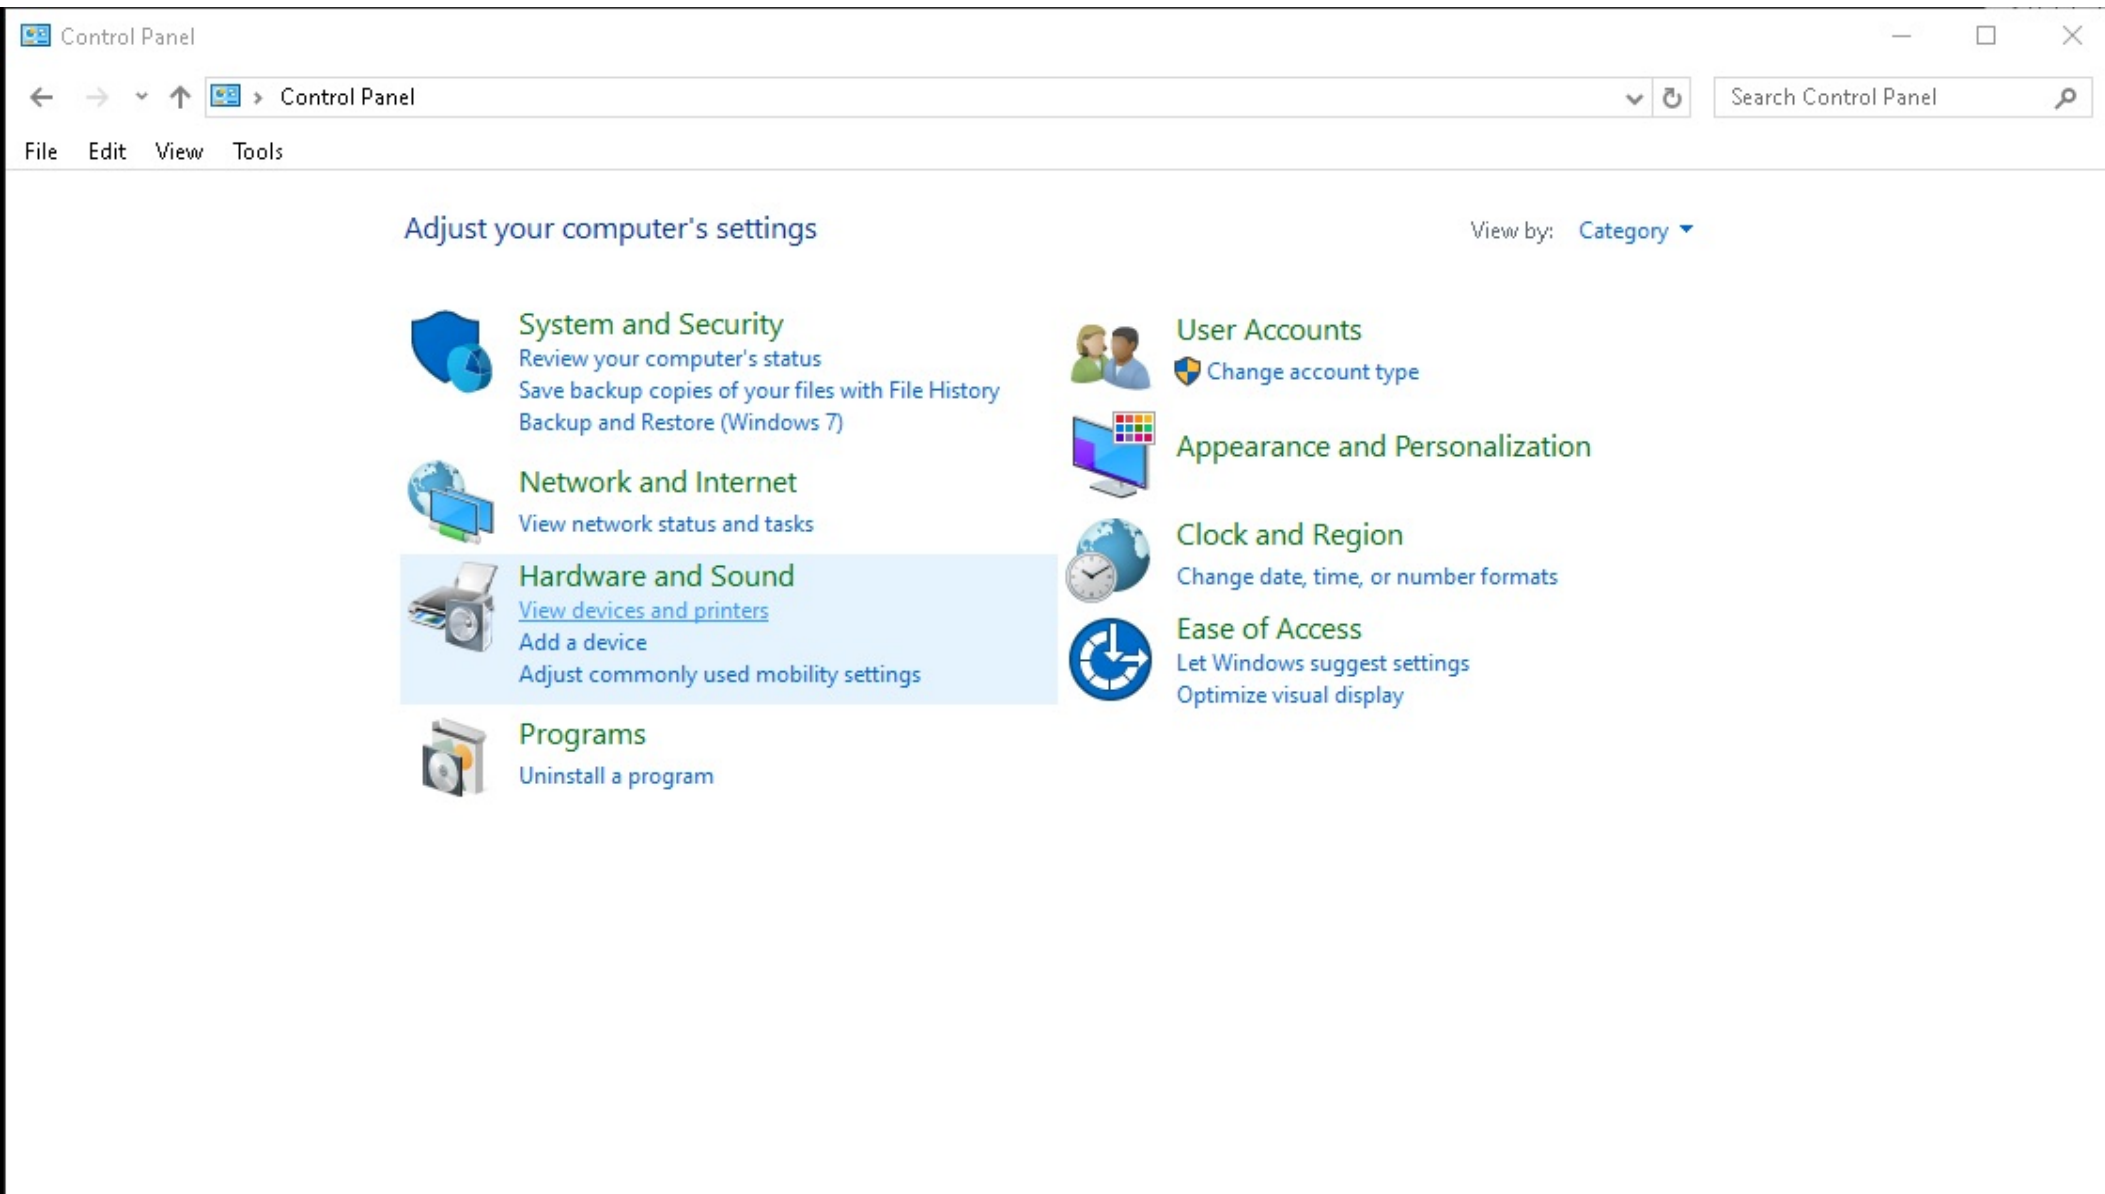 Control Panel
Control Panel
Search Control Panel
File Edit View Tools
Adjust your computer's settings
View by: Category
System and Security
Review your computer's status
Save backup copies of your files with File History
Backup and Restore (Windows 7)
Network and Internet
View network status and tasks
Hardware and Sound
View devices and printers
Add a device
Adjust commonly used mobility settings
Programs
Uninstall a program
User Accounts
Change account type
Appearance and Personalization
Clock and Region
Change date, time, or number formats
Ease of Access
Let Windows suggest settings
Optimize visual display